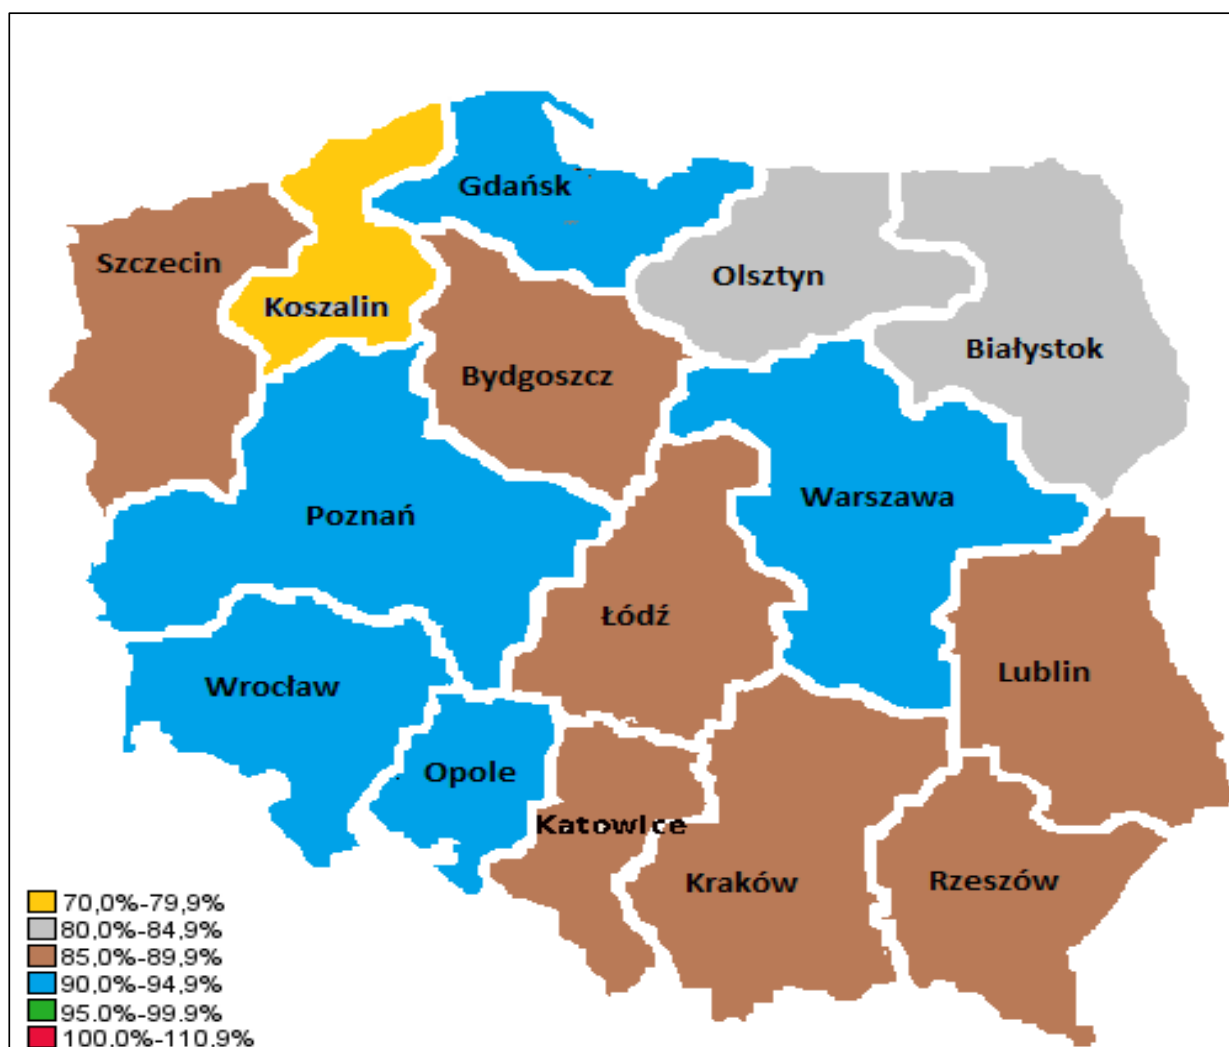 Gdańsk
Szczecin
Koszalin
Olsztyn
Białystok
Bydgoszcz
Poznań
Warszawa
Łódź
Wrocław
Lublin
Opole
Katowice
Kraków
Rzeszów
70,0%-79,9%
80,0%-84,9%
85,0%-89,9%
90,0%-94,9%
95.0%-99.9%
100,0%-110,9%